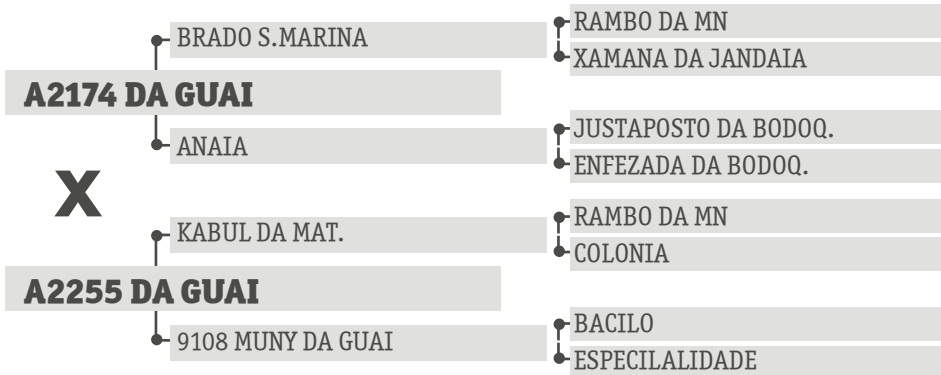 RAMBO DA MN
BRADO S.MARINA
XAMANA DA JANDAIA
A2174 DA GUAI
JUSTAPOSTO DA BODOQ.
ANAIA
ENFEZADA DA BODOQ.
X
RAMBO DA MN
KABUL DA MAT.
COLONIA
A2255 DA GUAI
BACILO
9108 MUNY DA GUAI
ESPECILALIDADE